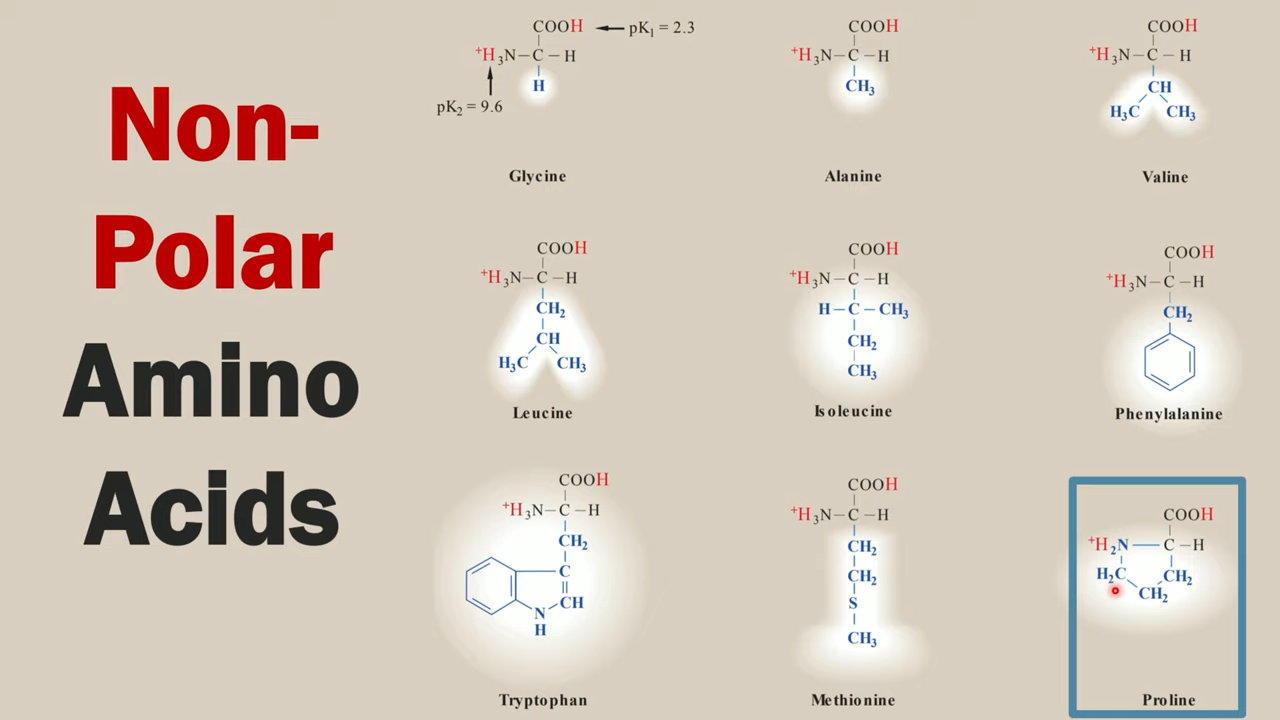 Non-
Polar
Amino
Acids
COOH pK₁ = 2.3
⁺H₃N–C–H
H
pK₂ = 9.6
Glycine
COOH
⁺H₃N–C–H
CH₃
Alanine
COOH
⁺H₃N–C–H
CH
H₃C CH₃
Valine
COOH
⁺H₃N–C–H
CH₂
CH
H₃C CH₃
Leucine
COOH
⁺H₃N–C–H
H–C–CH₃
CH₂
CH₃
Isoleucine
COOH
⁺H₃N–C–H
CH₂
Phenylalanine
COOH
⁺H₃N–C–H
CH₂
C
CH
N
H
Tryptophan
COOH
⁺H₃N–C–H
CH₂
CH₂
S
CH₃
Methionine
COOH
⁺H₂N–C–H
H₂C CH₂
CH₂
Proline